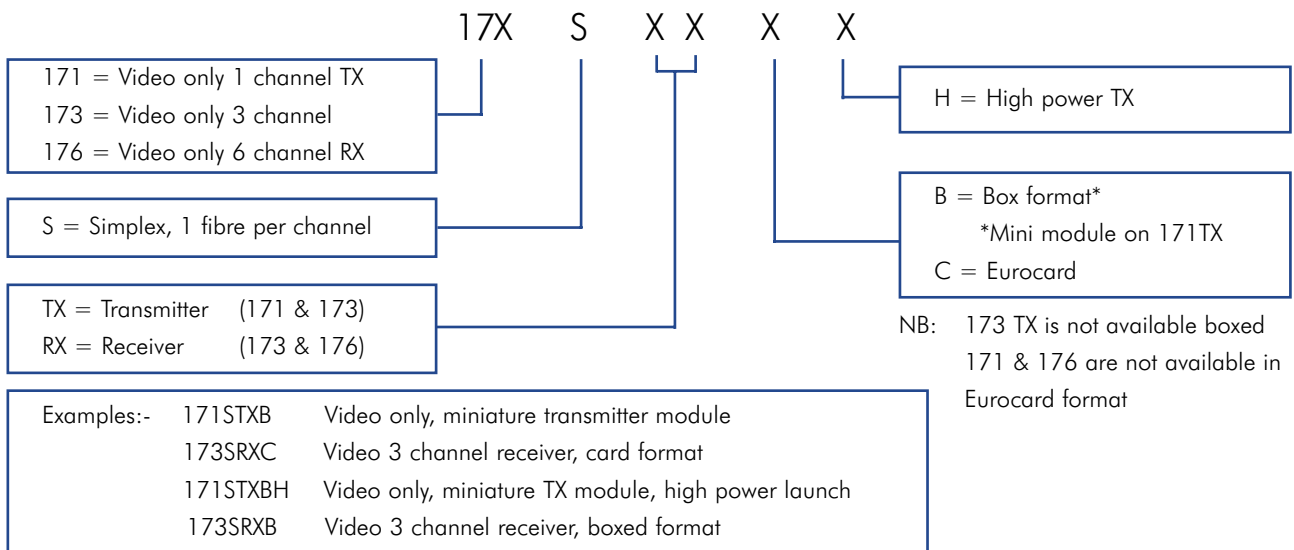 17X S X X X X
171 = Video only 1 channel TX
173 = Video only 3 channel
176 = Video only 6 channel RX
S = Simplex, 1 fibre per channel
TX = Transmitter (171 & 173)
RX = Receiver (173 & 176)
H = High power TX
B = Box format*
*Mini module on 171TX
C = Eurocard
NB: 173 TX is not available boxed
171 & 176 are not available in
Eurocard format
Examples:- 171STXB Video only, miniature transmitter module
173SRXC Video 3 channel receiver, card format
171STXBH Video only, miniature TX module, high power launch
173SRXB Video 3 channel receiver, boxed format